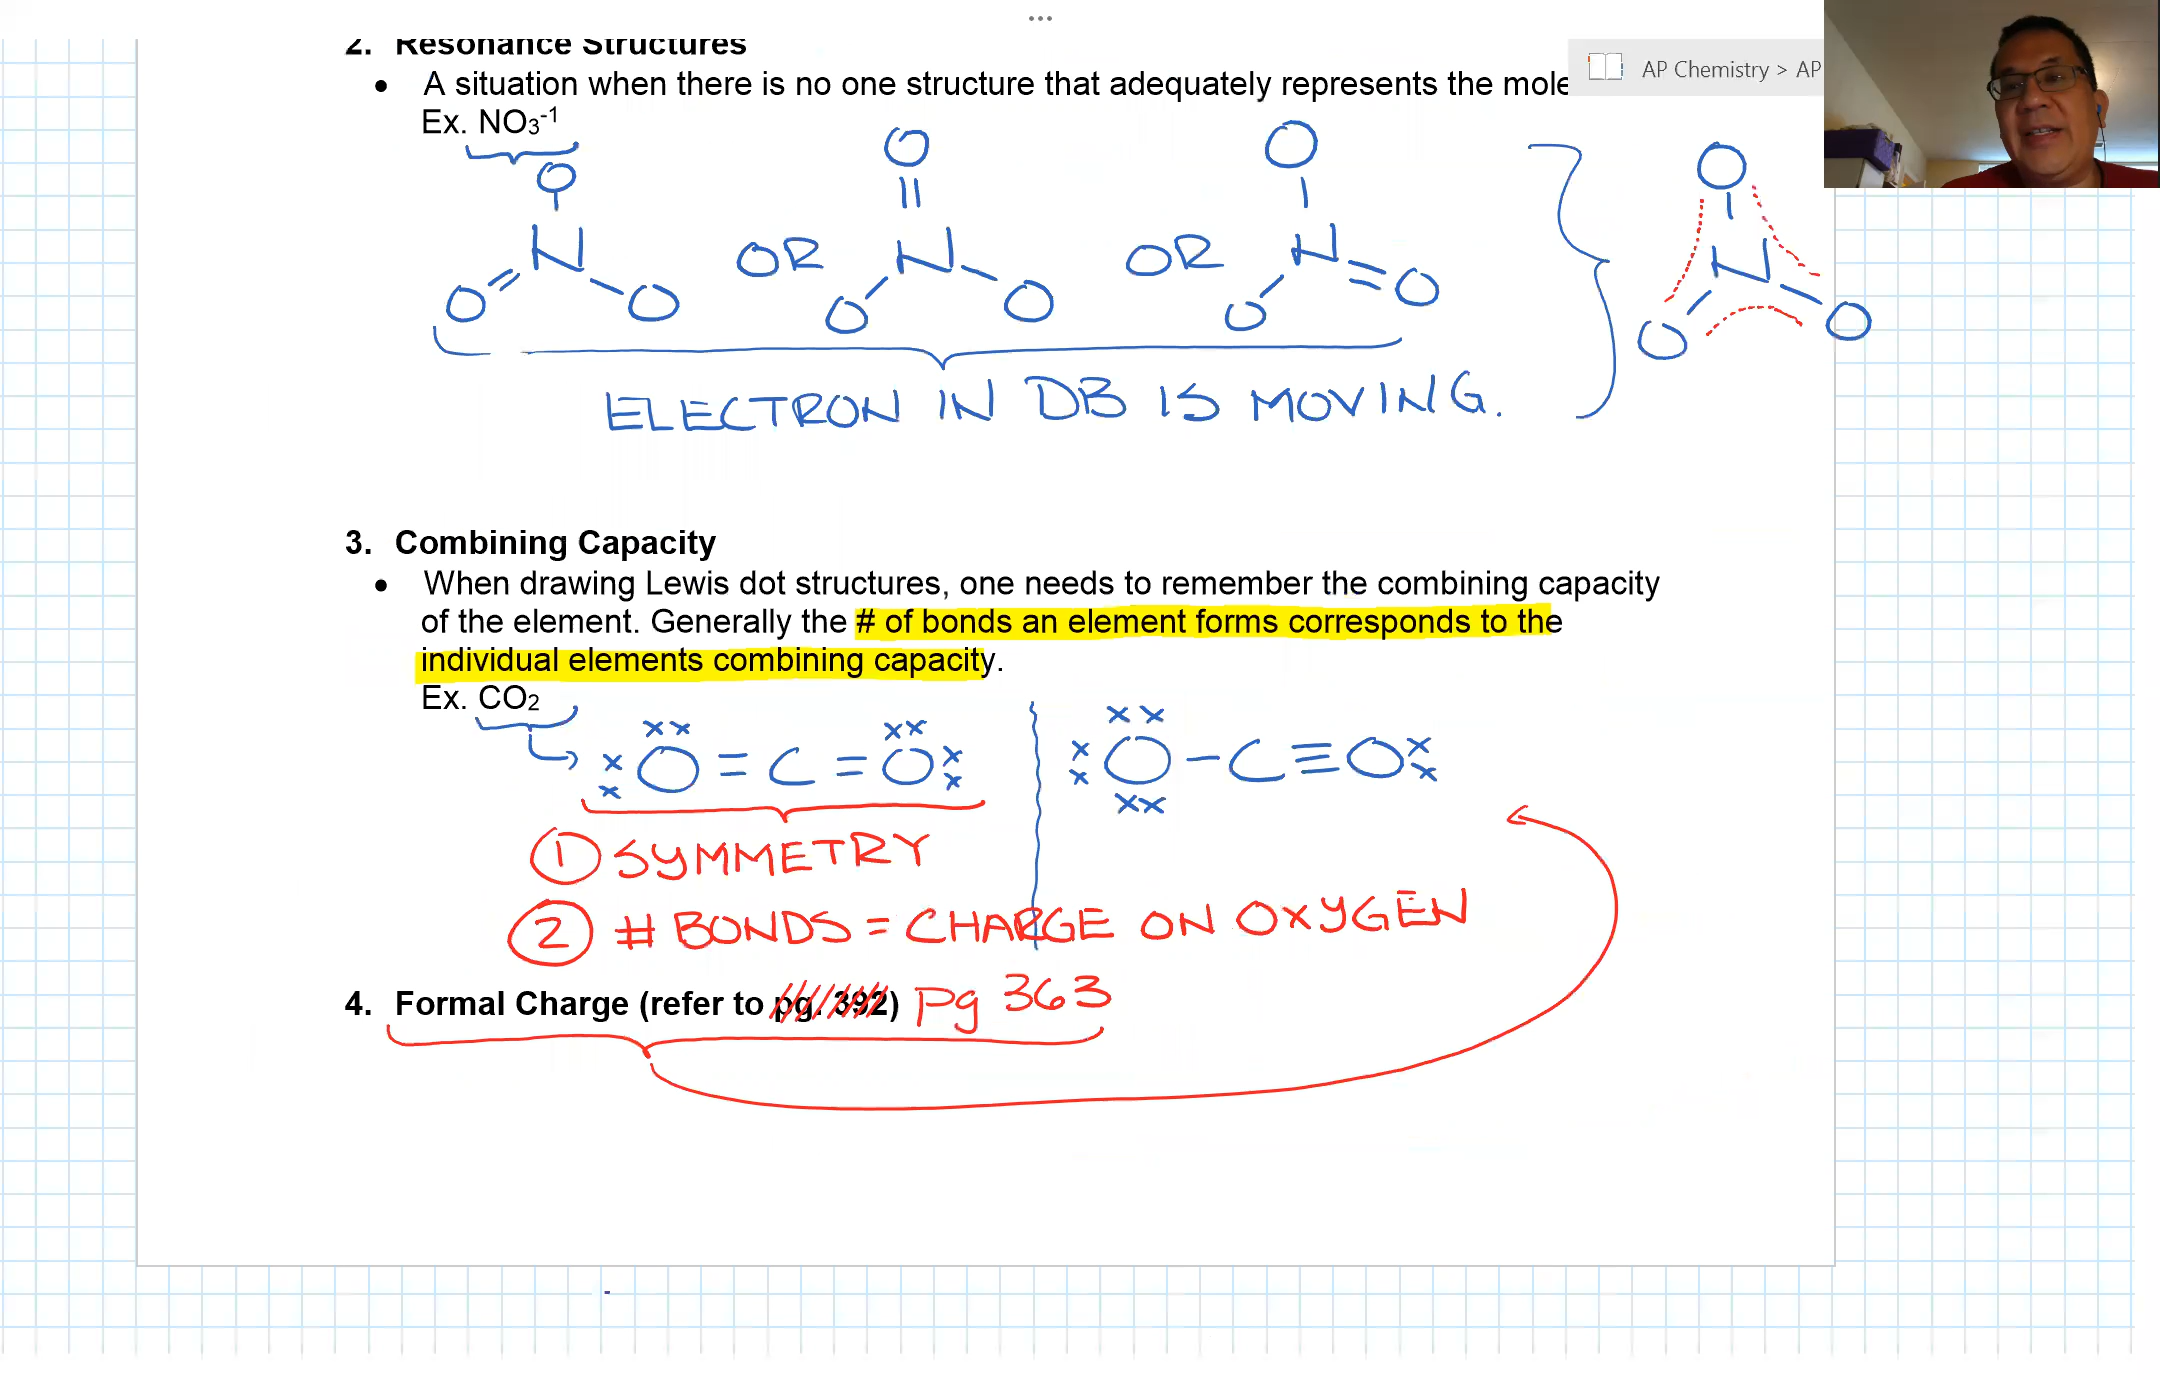 2. Resonance Structures
AP Chemistry > AP
• A situation when there is no one structure that adequately represents the mole
Ex. NO3-1
O O O O
N OR N OR N N
O O O O O O O O
ELECTRON IN DB IS MOVING.
3. Combining Capacity
• When drawing Lewis dot structures, one needs to remember the combining capacity
of the element. Generally the # of bonds an element forms corresponds to the
individual elements combining capacity.
Ex. CO2
O = C = O O - C ≡ O
1 SYMMETRY
2 # BONDS = CHARGE ON OXYGEN
4. Formal Charge (refer to pg. 392) pg 363